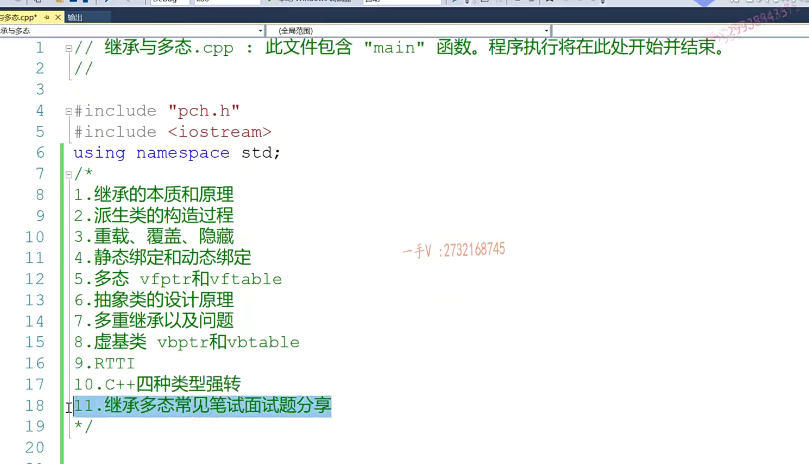 多态.cpp*
输出
承与多态
(全局范围)
1 // 继承与多态.cpp : 此文件包含 "main" 函数。程序执行将在此处开始并结束。
2 //
3
4 #include "pch.h"
5 #include <iostream>
6 using namespace std;
7 /*
8 1.继承的本质和原理
9 2.派生类的构造过程
10 3.重载、覆盖、隐藏
11 4.静态绑定和动态绑定
12 5.多态 vfptr和vftable
13 6.抽象类的设计原理
14 7.多重继承以及问题
15 8.虚基类 vbptr和vbtable
16 9.RTTI
17 10.C++四种类型强转
18 11.继承多态常见笔试面试题分享
19 */
20
一手V :2732168745